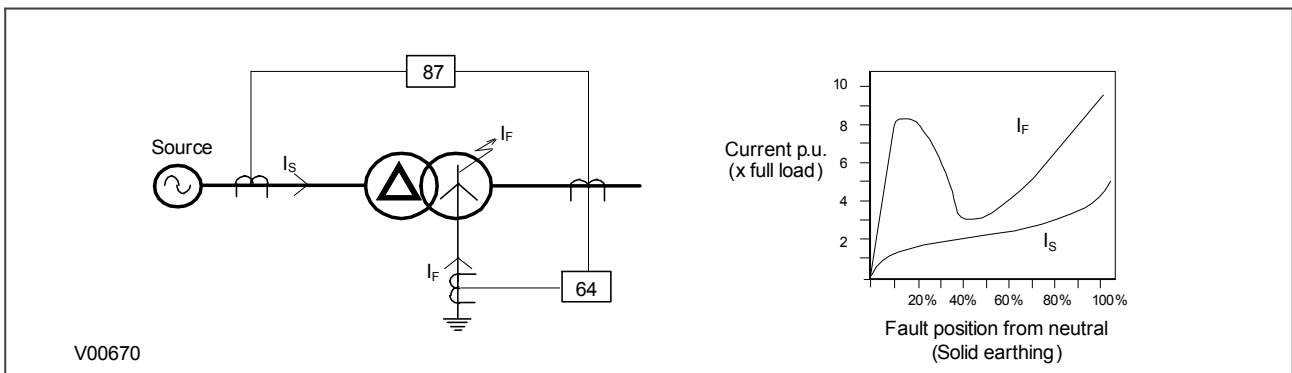 87
Source
I_S
I_F
I_F
64
V00670
Current p.u.
(x full load)
10
8
6
4
2
I_F
I_S
20% 40% 60% 80% 100%
Fault position from neutral
(Solid earthing)